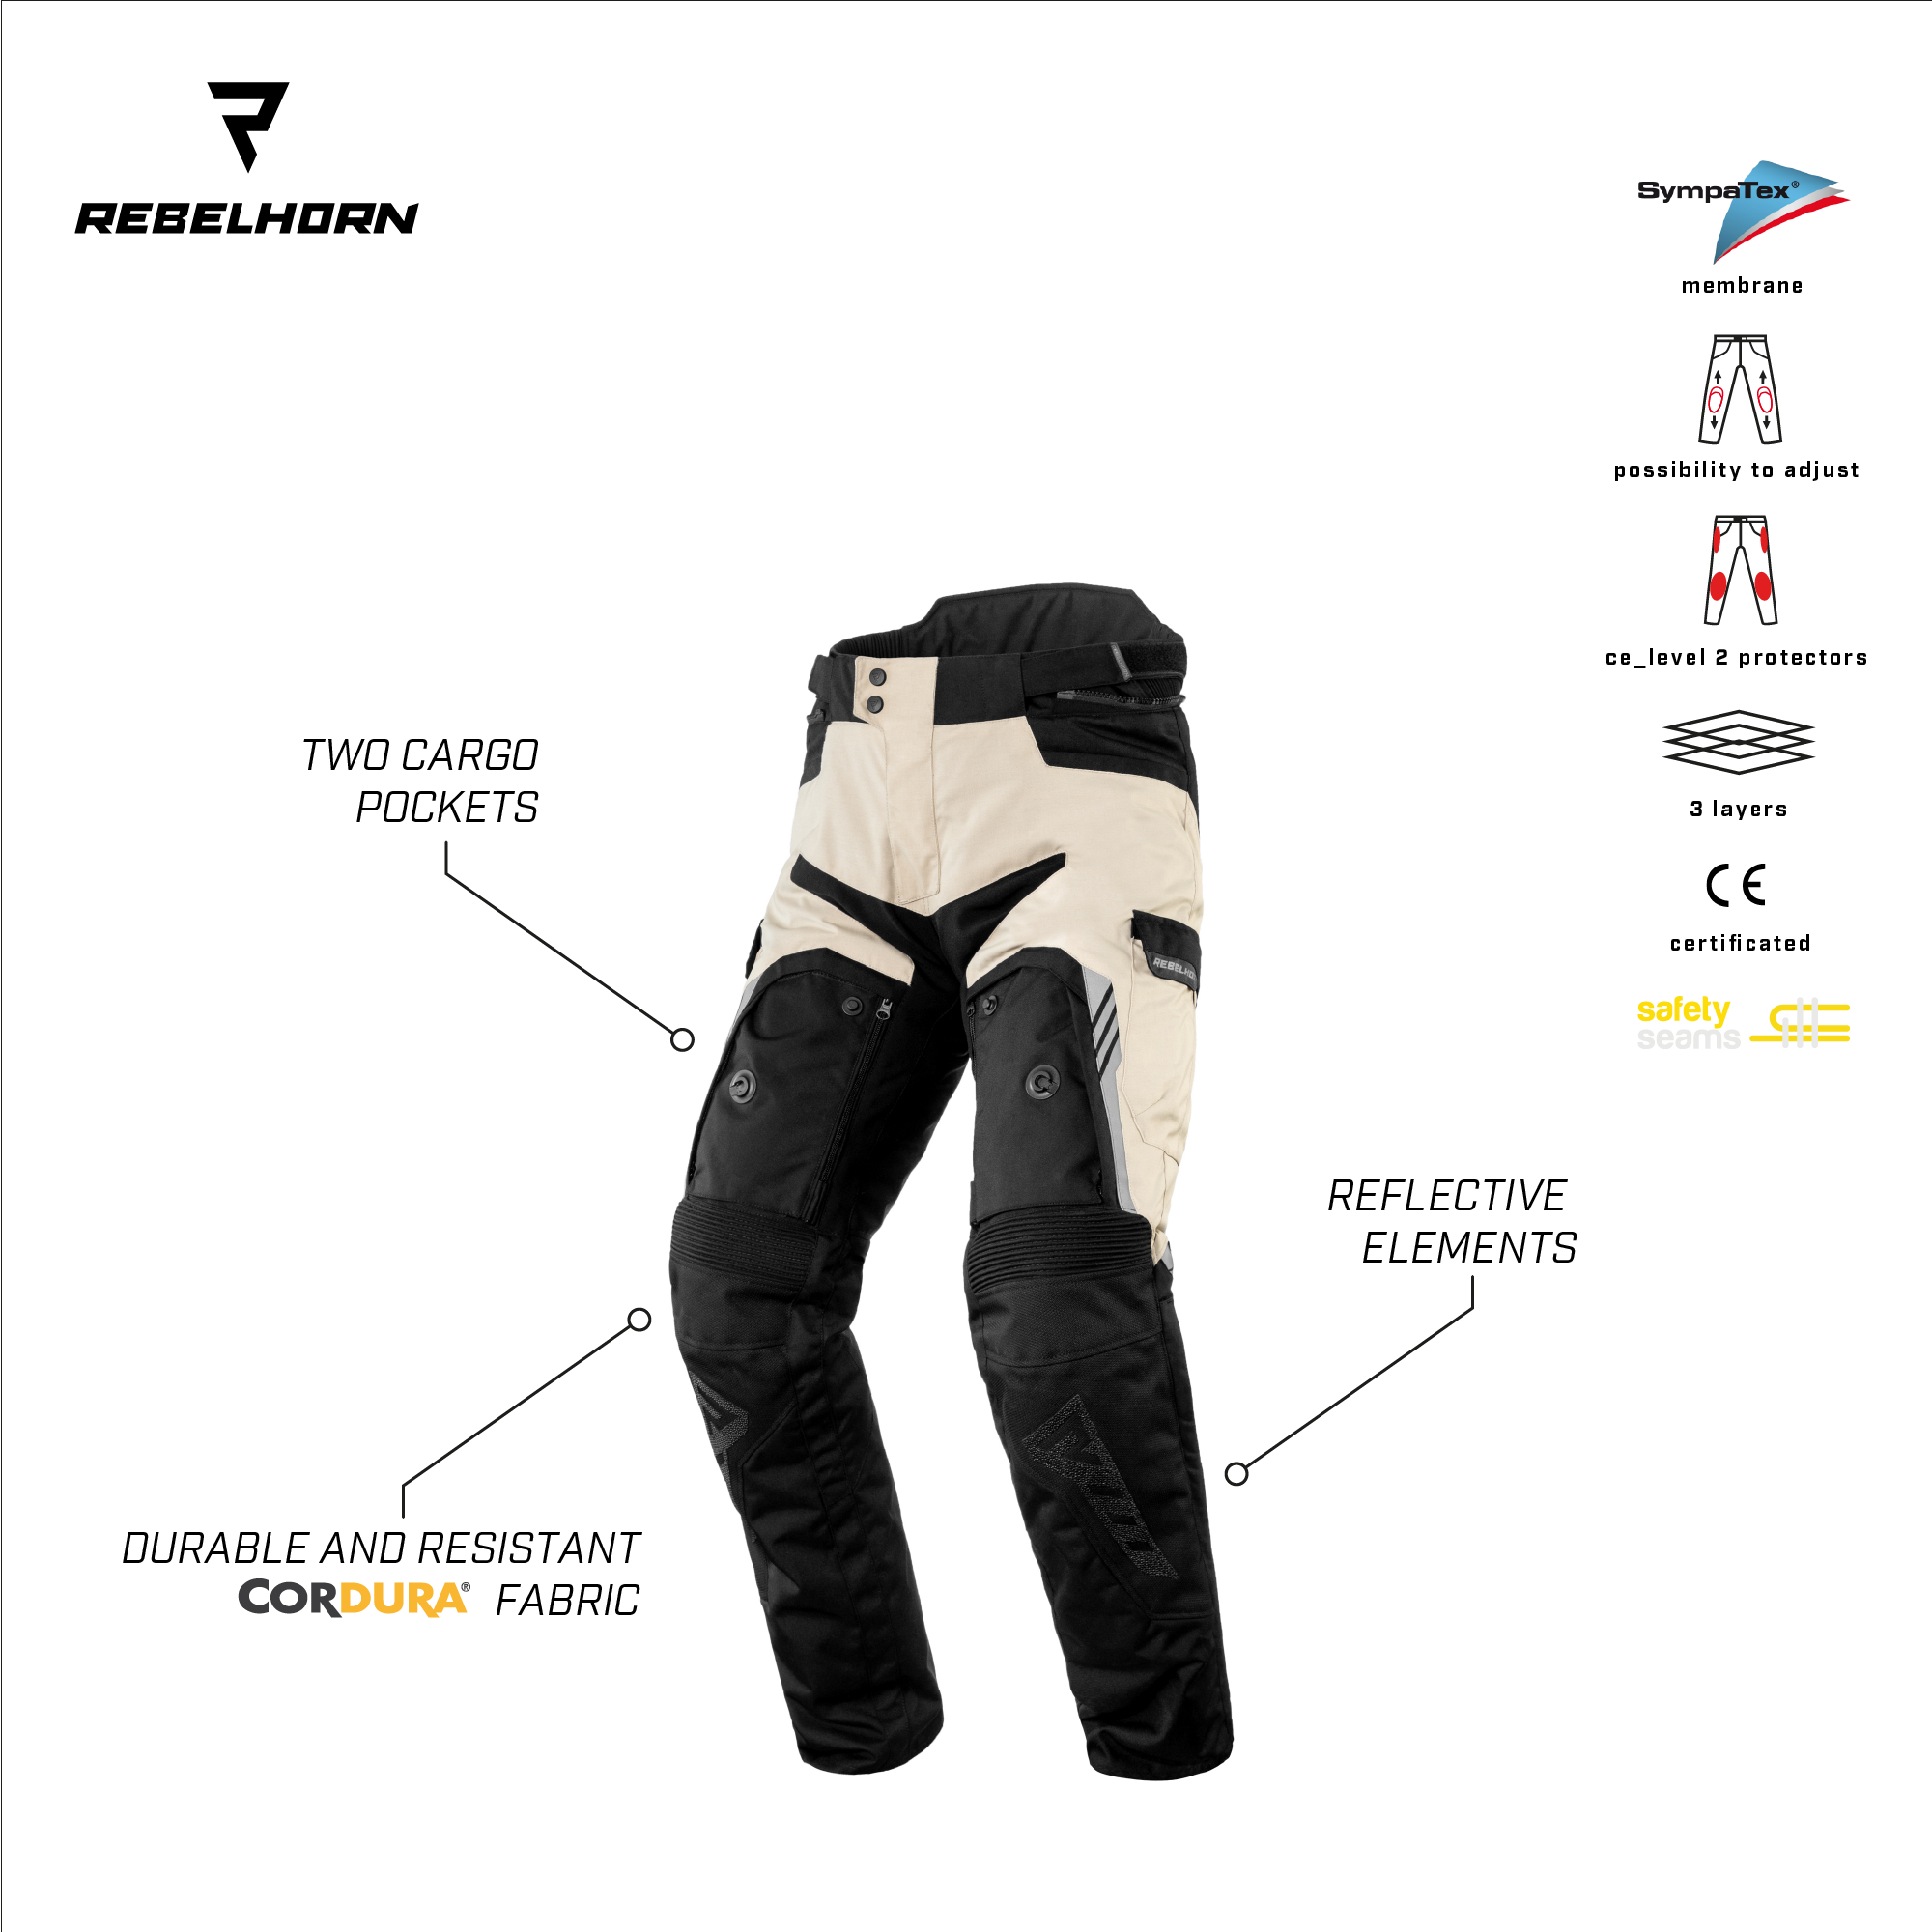 REBELHORN
SympaTex®
membrane
possibility to adjust
ce_level 2 protectors
3 layers
CE
certificated
safety
seams
TWO CARGO
POCKETS
REBELHOR
REFLECTIVE
ELEMENTS
DURABLE AND RESISTANT
CORDURA® FABRIC